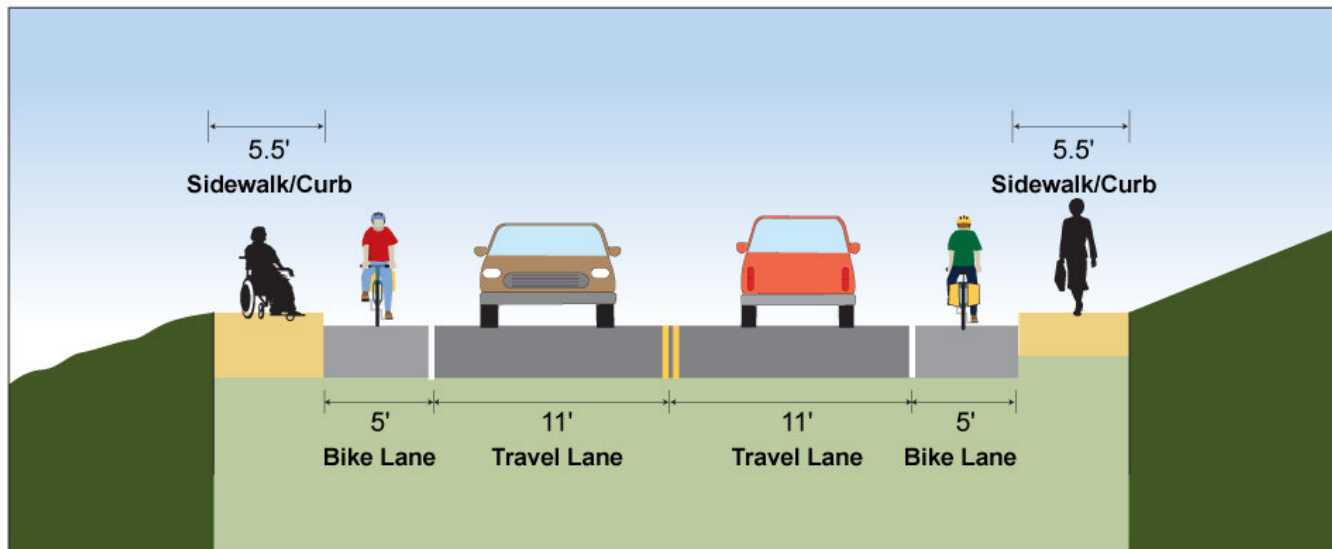 5.5'
Sidewalk/Curb
5.5'
Sidewalk/Curb
5'
Bike Lane
11'
Travel Lane
11'
Travel Lane
5'
Bike Lane